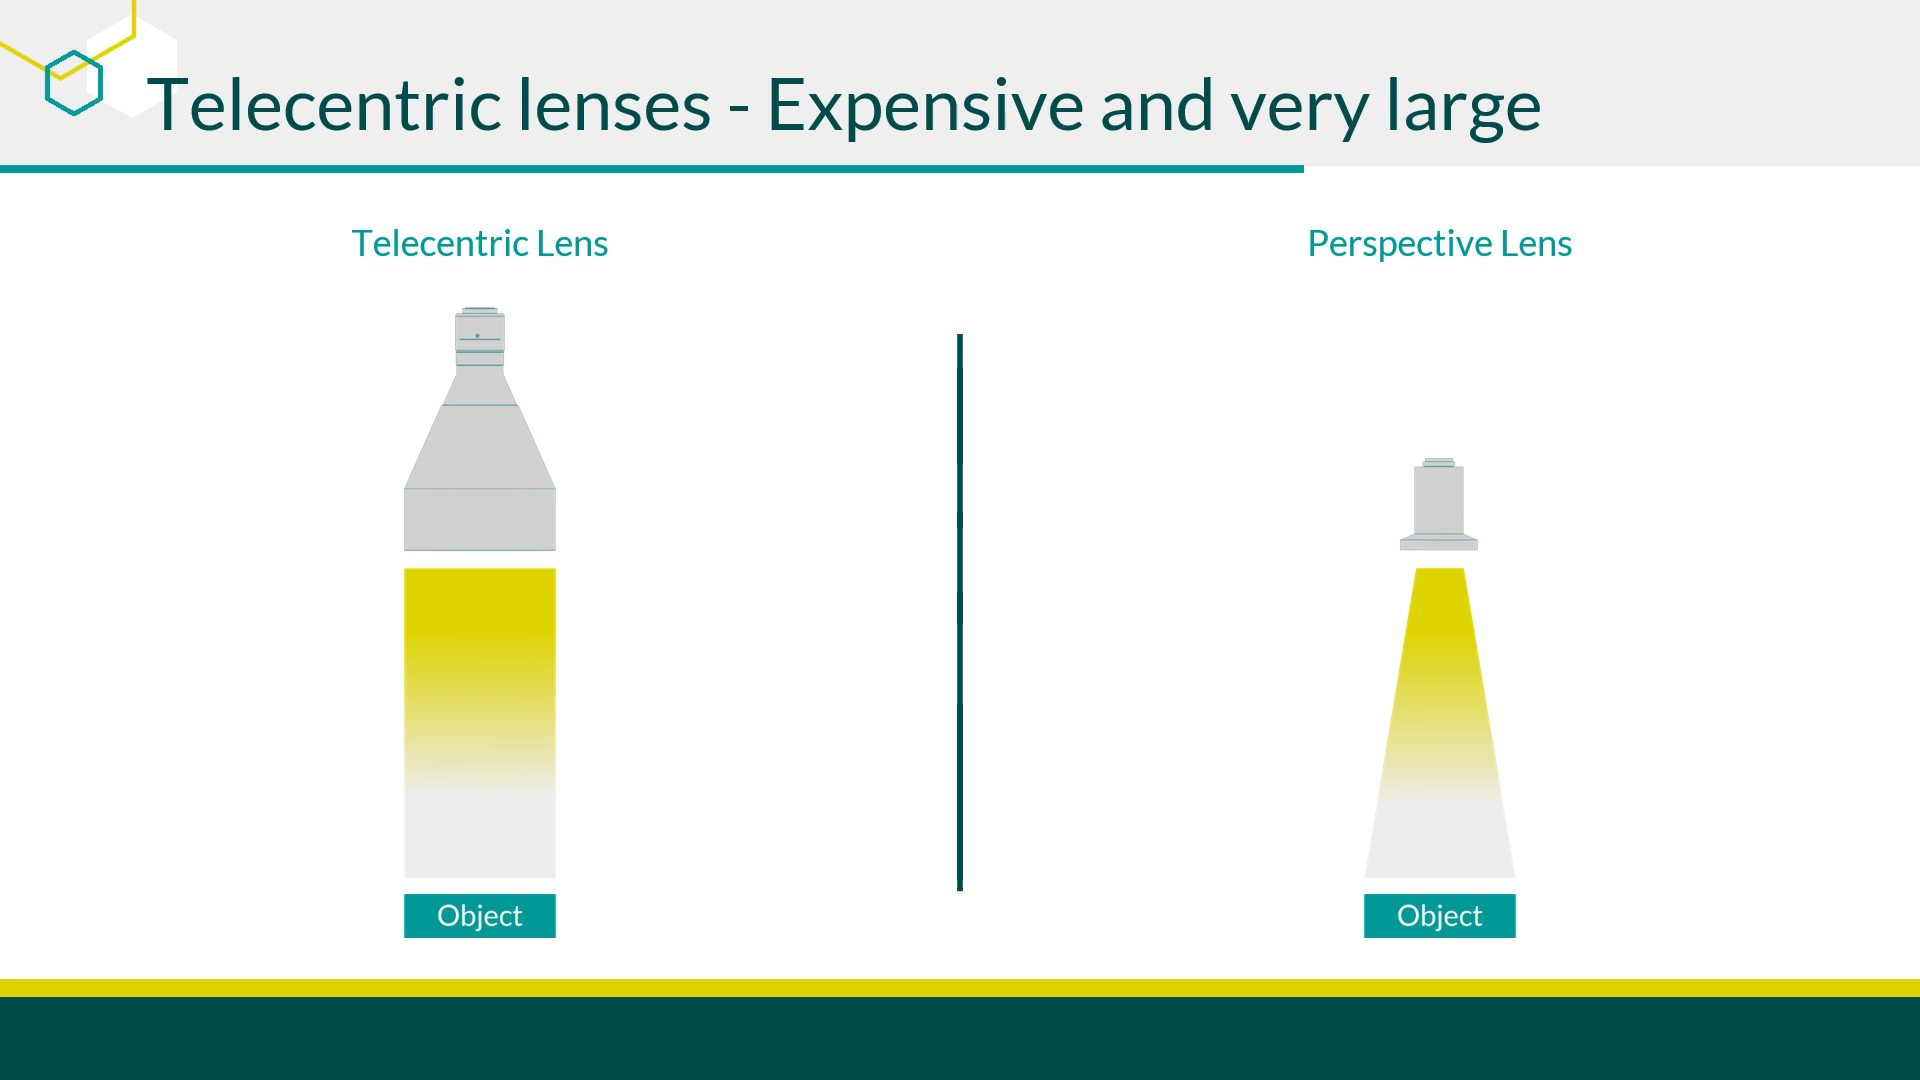 Telecentric lenses - Expensive and very large
Telecentric Lens
Perspective Lens
Object
Object